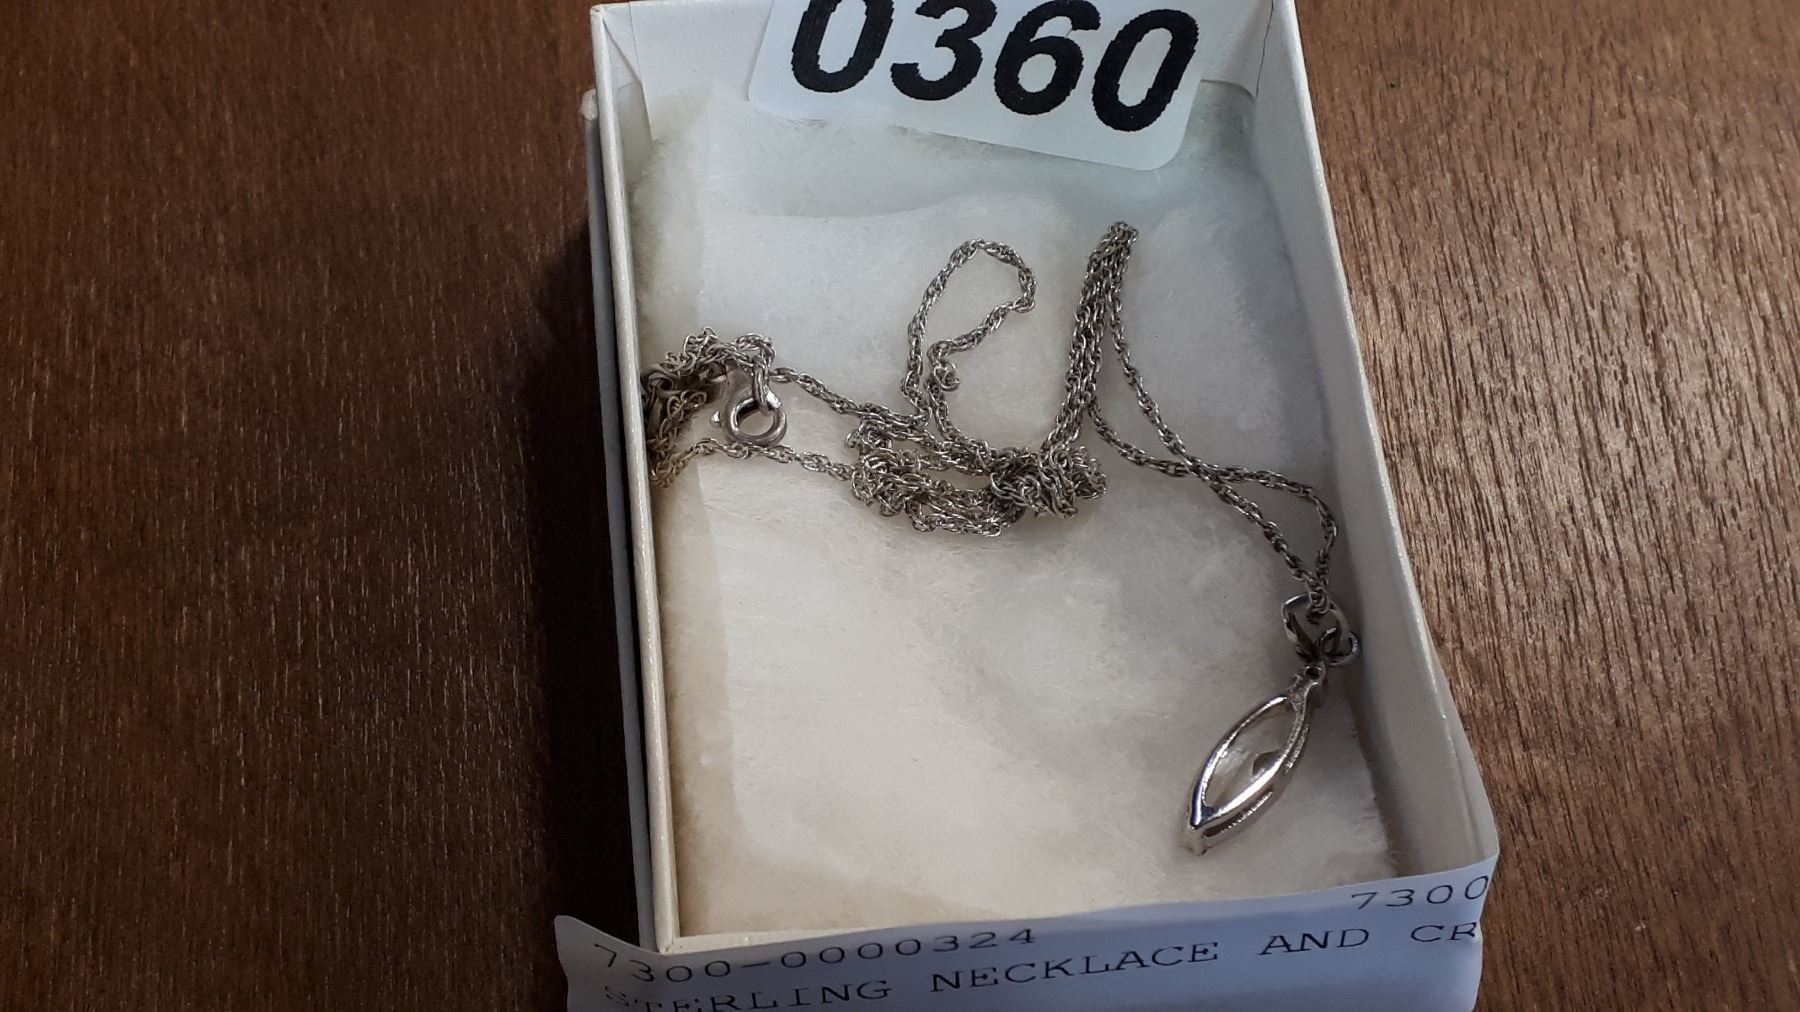 0360
7300
7300-0000324
STERLING NECKLACE AND CR